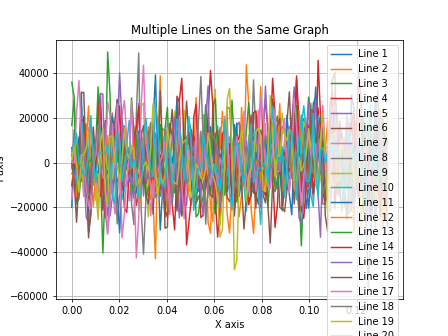 Multiple Lines on the Same Graph
40000
20000
0
−20000
−40000
−60000
axis
0.00 0.02 0.04 0.06 0.08 0.10
X axis
Line 1
Line 2
Line 3
Line 4
Line 5
Line 6
Line 7
Line 8
Line 9
Line 10
Line 11
Line 12
Line 13
Line 14
Line 15
Line 16
Line 17
Line 18
Line 19
Line 20